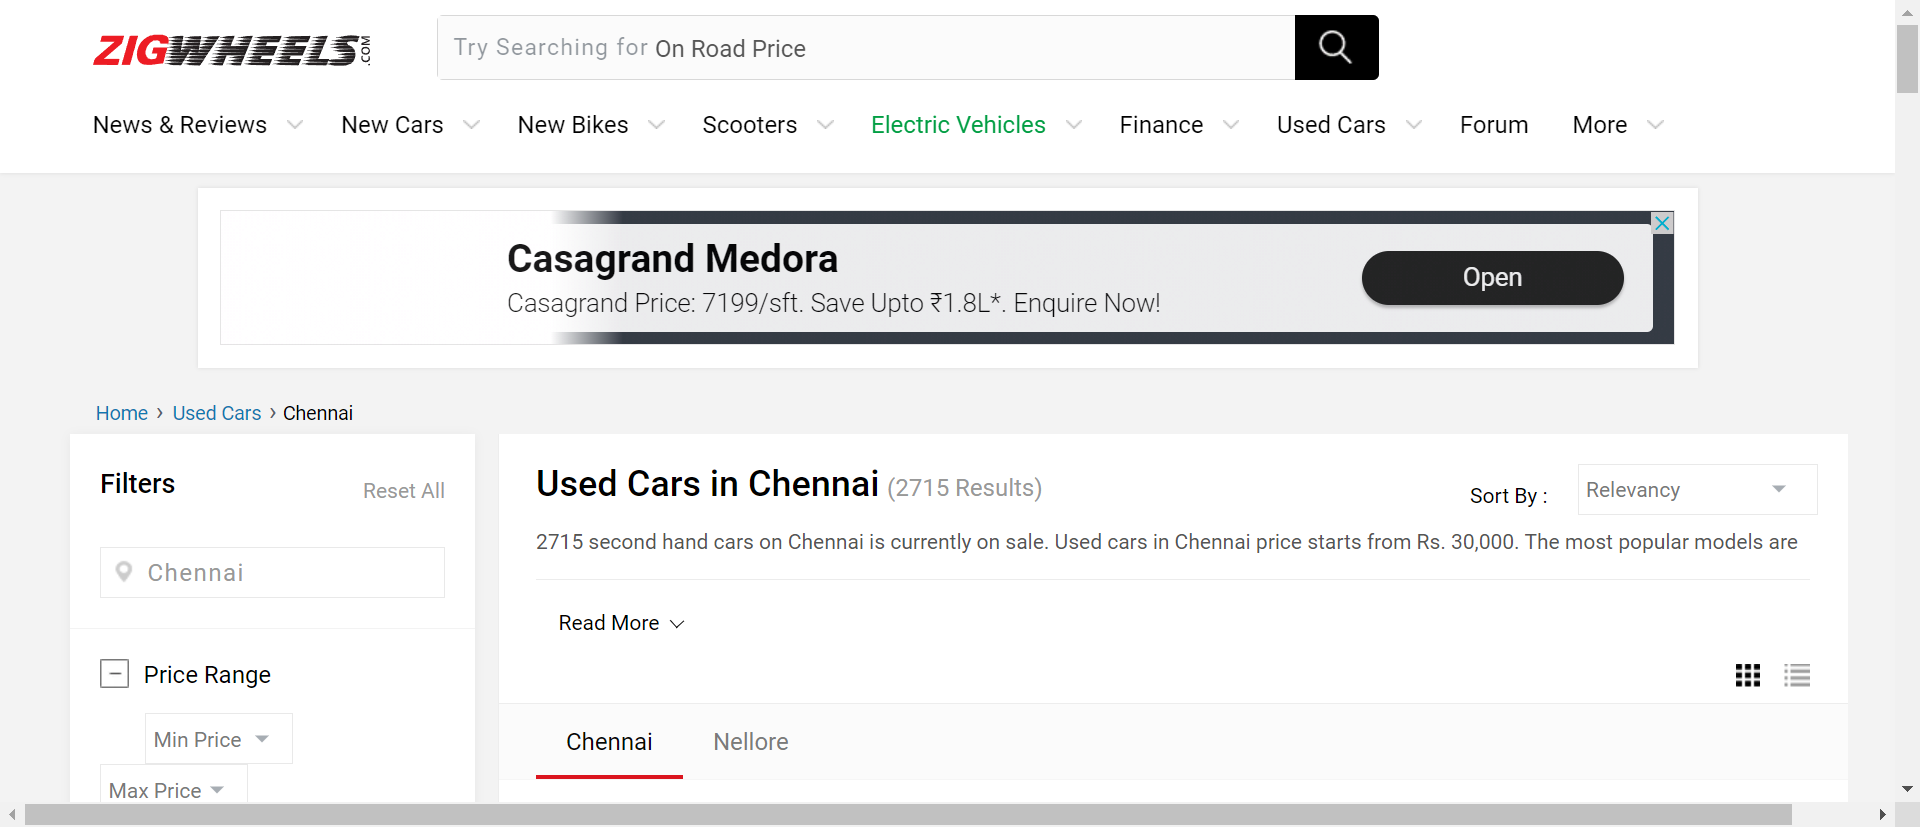 ZIGWHEELS.COM
Try Searching for On Road Price
News & Reviews New Cars New Bikes Scooters Electric Vehicles Finance Used Cars Forum More
Casagrand Medora
Casagrand Price: 7199/sft. Save Upto ₹1.8L*. Enquire Now!
Open
Home › Used Cars › Chennai
Filters
Reset All
Chennai
Price Range
Min Price
Max Price
Used Cars in Chennai (2715 Results)
Sort By :
Relevancy
2715 second hand cars on Chennai is currently on sale. Used cars in Chennai price starts from Rs. 30,000. The most popular models are
Read More
Chennai Nellore